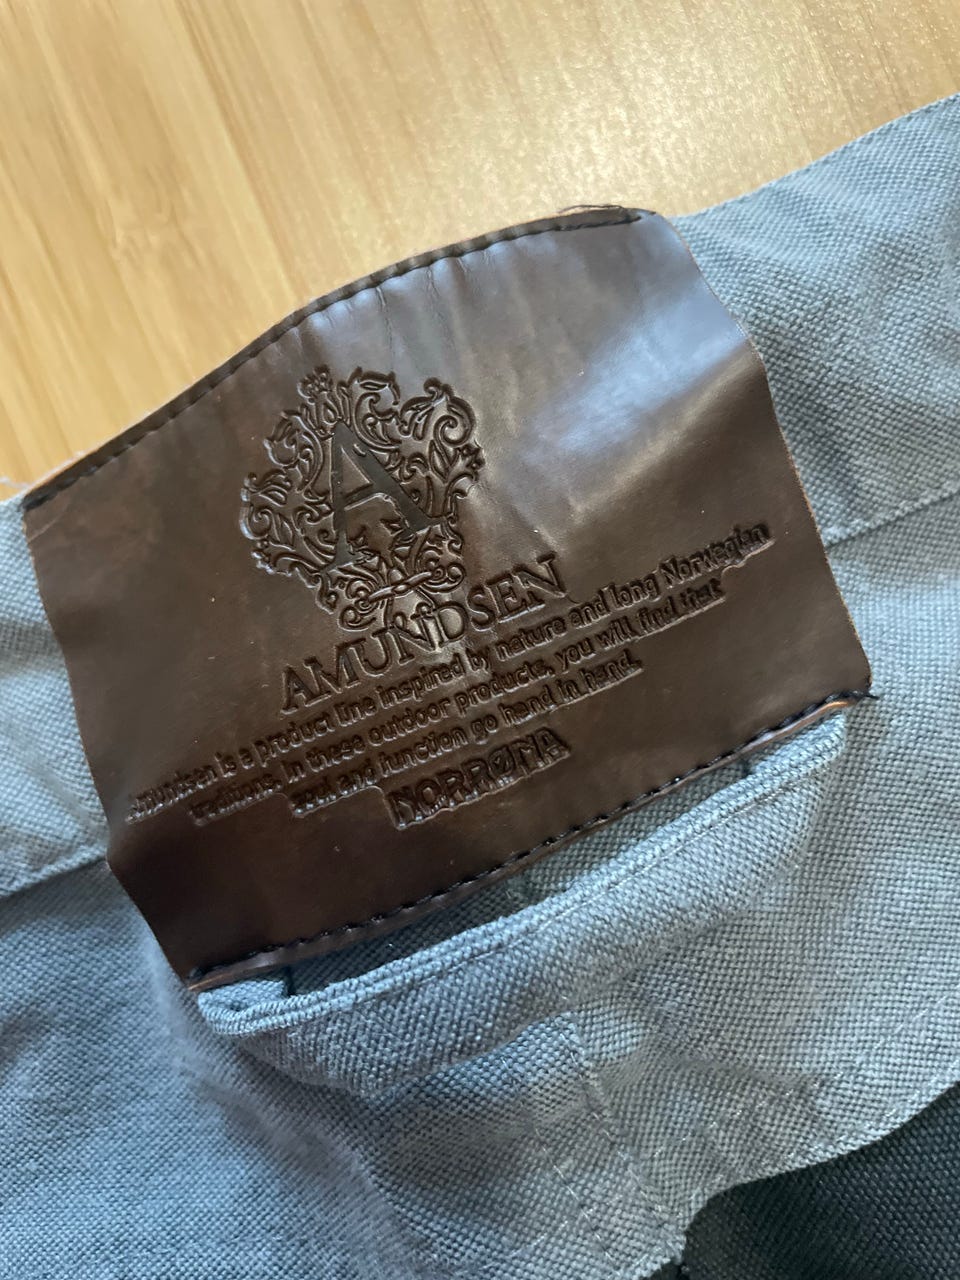 A
AMUNDSEN
Amundsen is a product line inspired by nature and long Norwegian
traditions. In these outdoor products, you will find that
soul and function go hand in hand.
NORRØNA